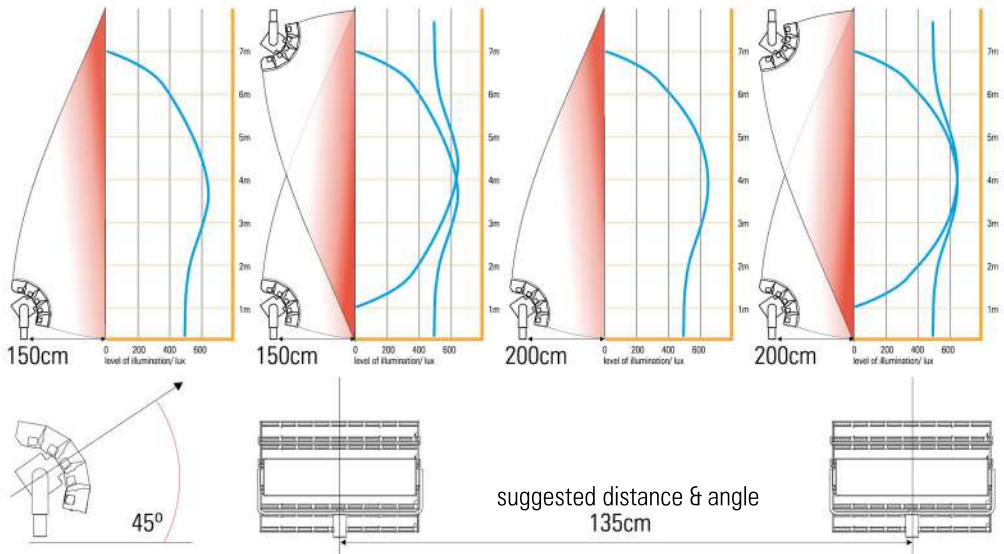 7m
6m
5m
4m
3m
2m
1m
150cm
0 200 400 600
level of illumination/ lux
7m
6m
5m
4m
3m
2m
1m
150cm
0 200 400 600
level of illumination/ lux
7m
6m
5m
4m
3m
2m
1m
200cm
0 200 400 600
level of illumination/ lux
7m
6m
5m
4m
3m
2m
1m
200cm
0 200 400 600
level of illumination/ lux
45º
suggested distance & angle
135cm